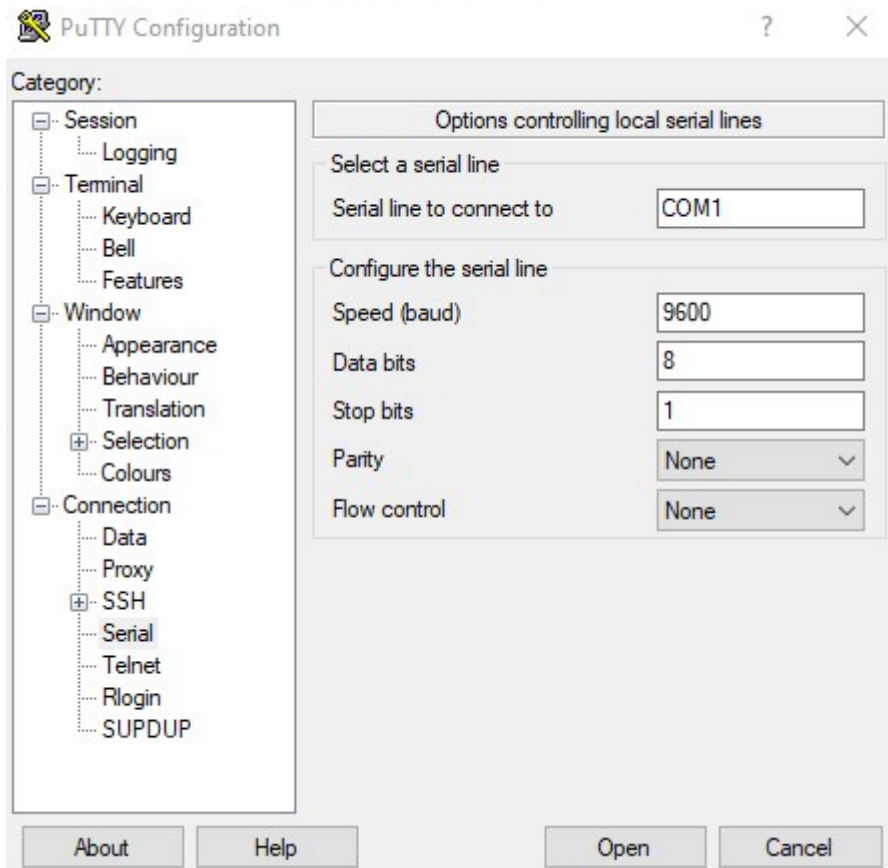 PuTTY Configuration
Category:
Session
Logging
Terminal
Keyboard
Bell
Features
Window
Appearance
Behaviour
Translation
Selection
Colours
Connection
Data
Proxy
SSH
Serial
Telnet
Rlogin
SUPDUP
Options controlling local serial lines
Select a serial line
Serial line to connect to COM1
Configure the serial line
Speed (baud) 9600
Data bits 8
Stop bits 1
Parity None
Flow control None
About Help Open Cancel